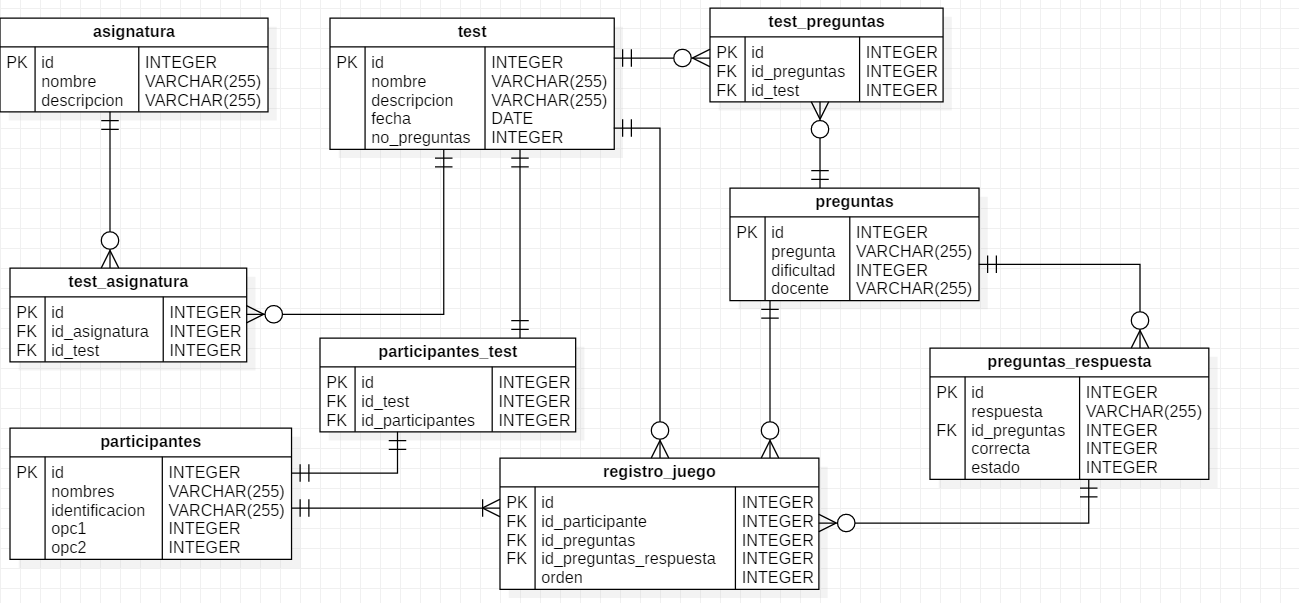 asignatura
PK id INTEGER
nombre VARCHAR(255)
descripcion VARCHAR(255)
test
PK id INTEGER
nombre VARCHAR(255)
descripcion VARCHAR(255)
fecha DATE
no_preguntas INTEGER
test_preguntas
PK id INTEGER
FK id_preguntas INTEGER
FK id_test INTEGER
preguntas
PK id INTEGER
pregunta VARCHAR(255)
dificultad INTEGER
docente VARCHAR(255)
test_asignatura
PK id INTEGER
FK id_asignatura INTEGER
FK id_test INTEGER
participantes_test
PK id INTEGER
FK id_test INTEGER
FK id_participantes INTEGER
preguntas_respuesta
PK id INTEGER
respuesta VARCHAR(255)
FK id_preguntas INTEGER
correcta INTEGER
estado INTEGER
participantes
PK id INTEGER
nombres VARCHAR(255)
identificacion VARCHAR(255)
opc1 INTEGER
opc2 INTEGER
registro_juego
PK id INTEGER
FK id_participante INTEGER
FK id_preguntas INTEGER
FK id_preguntas_respuesta INTEGER
orden INTEGER